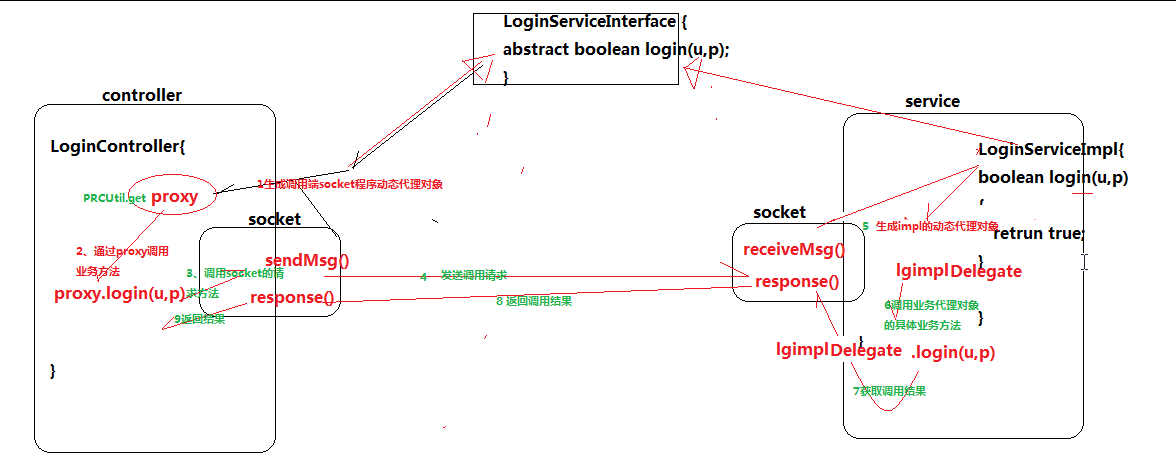 LoginServiceInterface {
abstract boolean login(u,p);
}
controller
LoginController{
PRCUtil.get proxy
1生成调用端socket程序动态代理对象
2、通过proxy调用
业务方法
proxy.login(u,p)
3、调用socket的请
求方法
9返回结果
}
socket
sendMsg()
response()
4 发送调用请求
8 返回调用结果
socket
receiveMsg()
response()
service
LoginServiceImpl{
boolean login(u,p)
{
retrun true;
}
}
5 生成impl的动态代理对象
lgimpl Delegate
6调用业务代理对象
的具体业务方法
}
lgimpl Delegate .login(u,p)
7获取调用结果